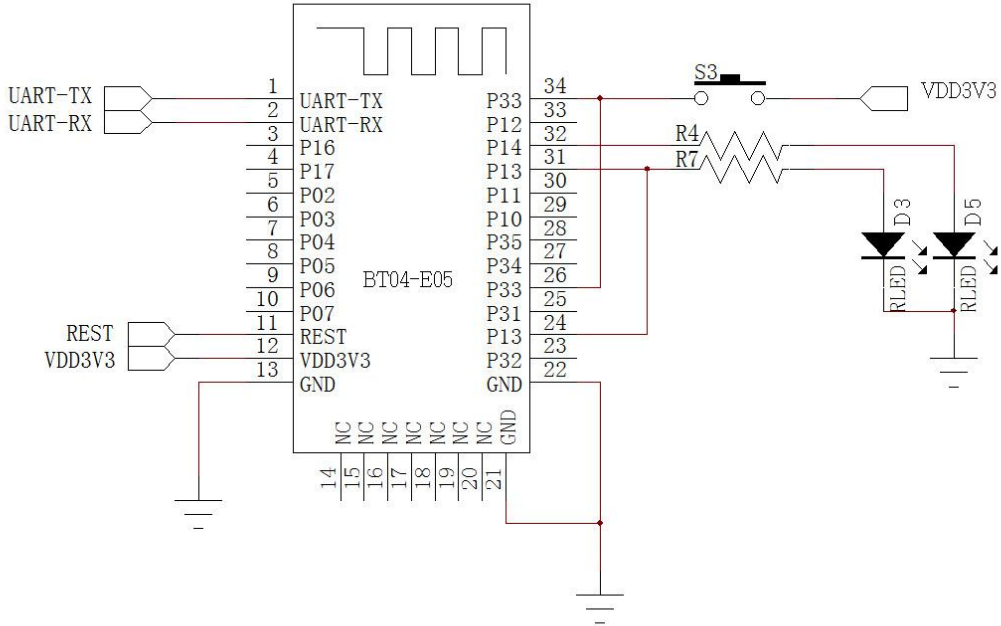 S3
1 34
UART-TX UART-TX P33 VDD3V3
2 33
UART-RX UART-RX P12
3 32
P16 P14 R4
4 31
P17 P13 R7
5 30
P02 P11
6 29
P03 P10 D3 D5
7 28
P04 P35
8 27
P05 P34
BT04-E05
9 26
P06 P33 RLED RLED
10 25
P07 P31
11 24
REST REST P13
12 23
VDD3V3 VDD3V3 P32
13 22
GND GND
NC NC NC NC NC NC NC GND
14 15 16 17 18 19 20 21